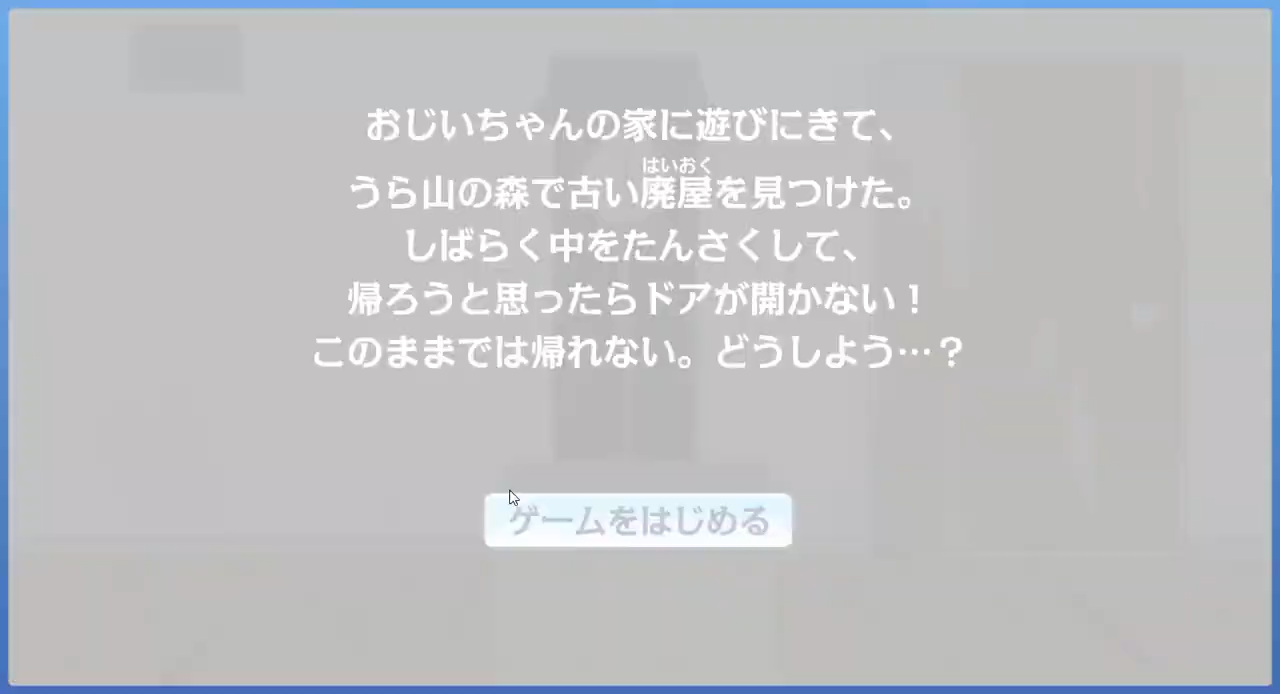 おじいちゃんの家に遊びにきて、
はいおく
うら山の森で古い廃屋を見つけた。
しばらく中をたんさくして、
帰ろうと思ったらドアが開かない！
このままでは帰れない。どうしよう…？
ゲームをはじめる